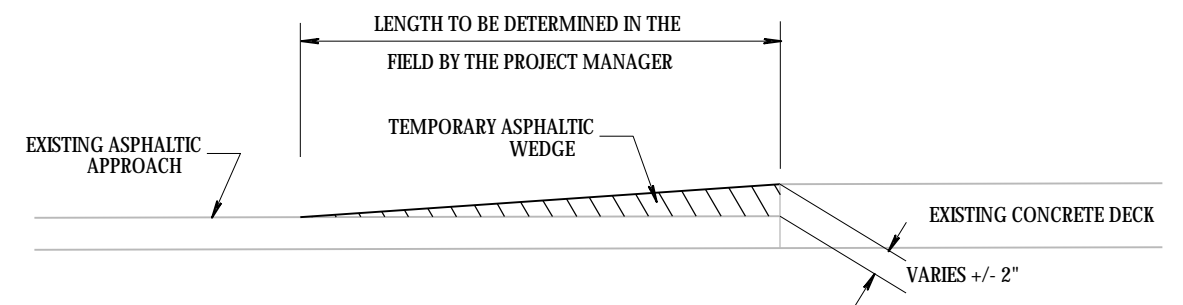 LENGTH TO BE DETERMINED IN THE
FIELD BY THE PROJECT MANAGER
TEMPORARY ASPHALTIC
WEDGE
EXISTING ASPHALTIC
APPROACH
EXISTING CONCRETE DECK
VARIES +/- 2"